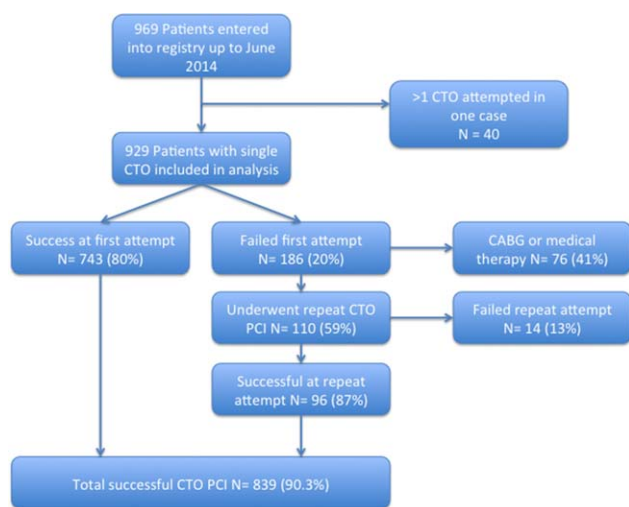 969 Patients entered
into registry up to June
2014
>1 CTO attempted in
one case
N = 40
929 Patients with single
CTO included in analysis
Success at first attempt
N= 743 (80%)
Failed first attempt
N= 186 (20%)
CABG or medical
therapy N= 76 (41%)
Underwent repeat CTO
PCI N= 110 (59%)
Failed repeat attempt
N= 14 (13%)
Successful at repeat
attempt N= 96 (87%)
Total successful CTO PCI N= 839 (90.3%)